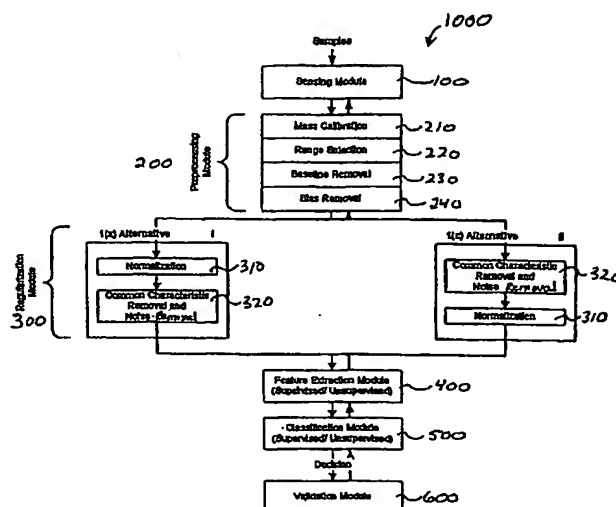 1000
Samples
Sensing Module
100
Mass Calibration
210
Range Selection
220
Baseline Removal
230
Bias Removal
240
200
Preprocessing
Module
f(x) Alternative I
Normalization
310
Common Characteristic
Removal and
Noise Removal
320
Regularization
Module
300
f(x) Alternative II
Common Characteristic
Removal and
Noise Removal
320
Normalization
310
Feature Extraction Module
(Supervised/ Unsupervised)
400
Classification Module
(Supervised/ Unsupervised)
500
Decision
Validation Module
600